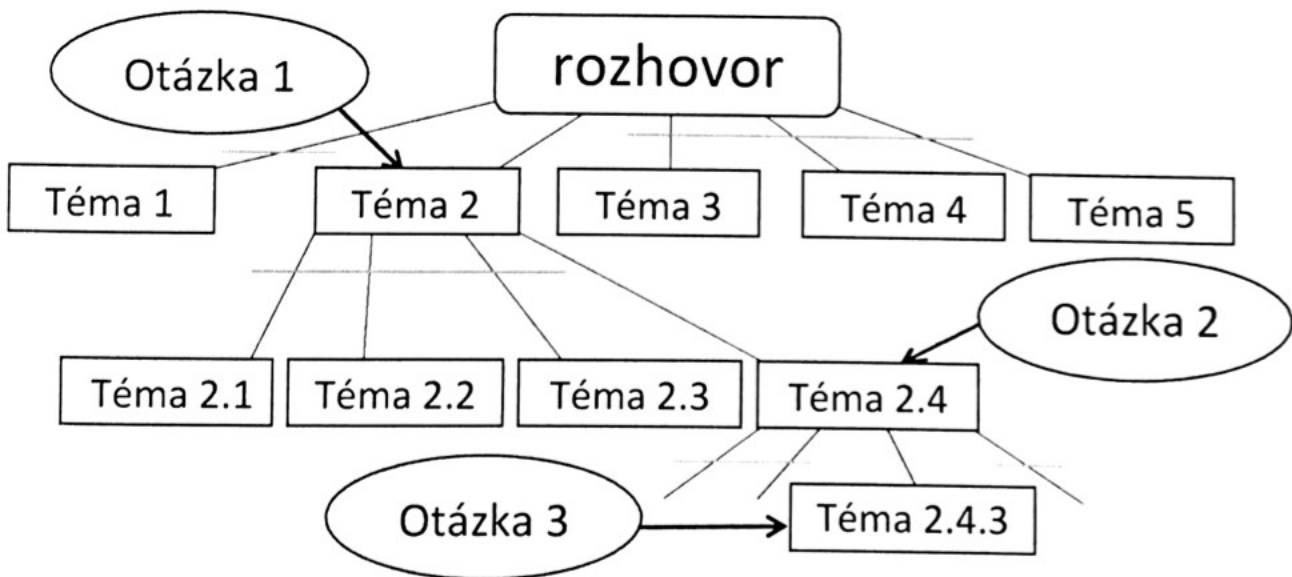 Otázka 1
rozhovor
Téma 1
Téma 2
Téma 3
Téma 4
Téma 5
Otázka 2
Téma 2.1
Téma 2.2
Téma 2.3
Téma 2.4
Otázka 3
Téma 2.4.3